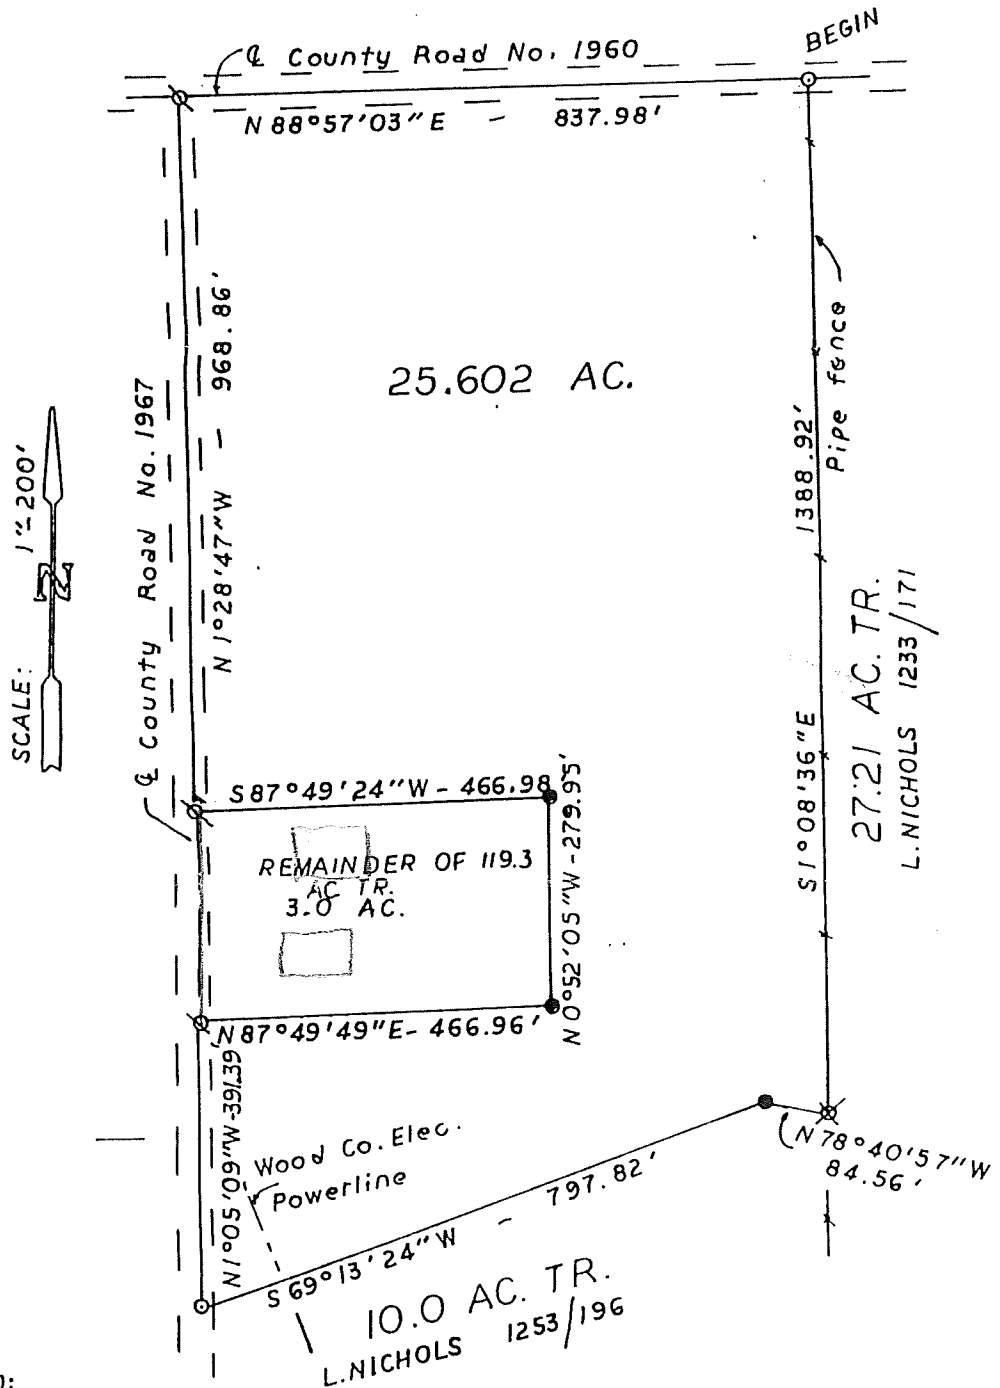 BEGIN
℄ County Road No. 1960
N 88°57'03" E - 837.98'
N 1°28'47" W - 968.86'
℄ County Road No. 1967
SCALE: 1"-200'
N
25.602 AC.
Pipe fence
S 1°08'36" E 1388.92'
27.21 AC. TR.
L. NICHOLS 1233/171
S 87°49'24" W - 466.98
REMAINDER OF 119.3
AC TR.
3.0 AC.
N 0°52'05" W - 279.95'
N 87°49'49" E - 466.96'
N 1°05'09" W - 391.39'
Wood Co. Elec.
Powerline
N 78°40'57" W
84.56'
S 69°13'24" W - 797.82'
10.0 AC. TR.
L. NICHOLS 1253/196